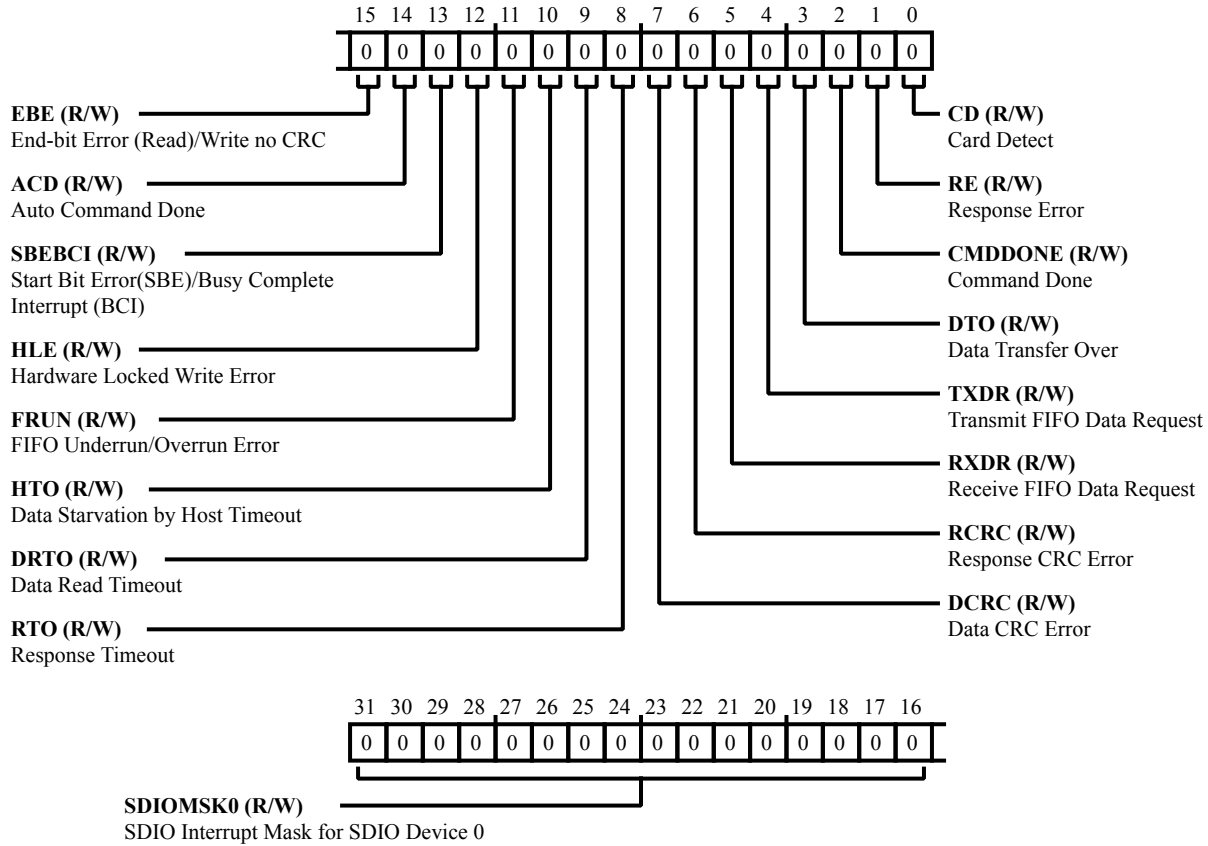 15 14 13 12 11 10 9 8 7 6 5 4 3 2 1 0
0 0 0 0 0 0 0 0 0 0 0 0 0 0 0 0
EBE (R/W)
End-bit Error (Read)/Write no CRC
ACD (R/W)
Auto Command Done
SBEBCI (R/W)
Start Bit Error(SBE)/Busy Complete
Interrupt (BCI)
HLE (R/W)
Hardware Locked Write Error
FRUN (R/W)
FIFO Underrun/Overrun Error
HTO (R/W)
Data Starvation by Host Timeout
DRTO (R/W)
Data Read Timeout
RTO (R/W)
Response Timeout
CD (R/W)
Card Detect
RE (R/W)
Response Error
CMDDONE (R/W)
Command Done
DTO (R/W)
Data Transfer Over
TXDR (R/W)
Transmit FIFO Data Request
RXDR (R/W)
Receive FIFO Data Request
RCRC (R/W)
Response CRC Error
DCRC (R/W)
Data CRC Error
31 30 29 28 27 26 25 24 23 22 21 20 19 18 17 16
0 0 0 0 0 0 0 0 0 0 0 0 0 0 0 0
SDIOMSK0 (R/W)
SDIO Interrupt Mask for SDIO Device 0